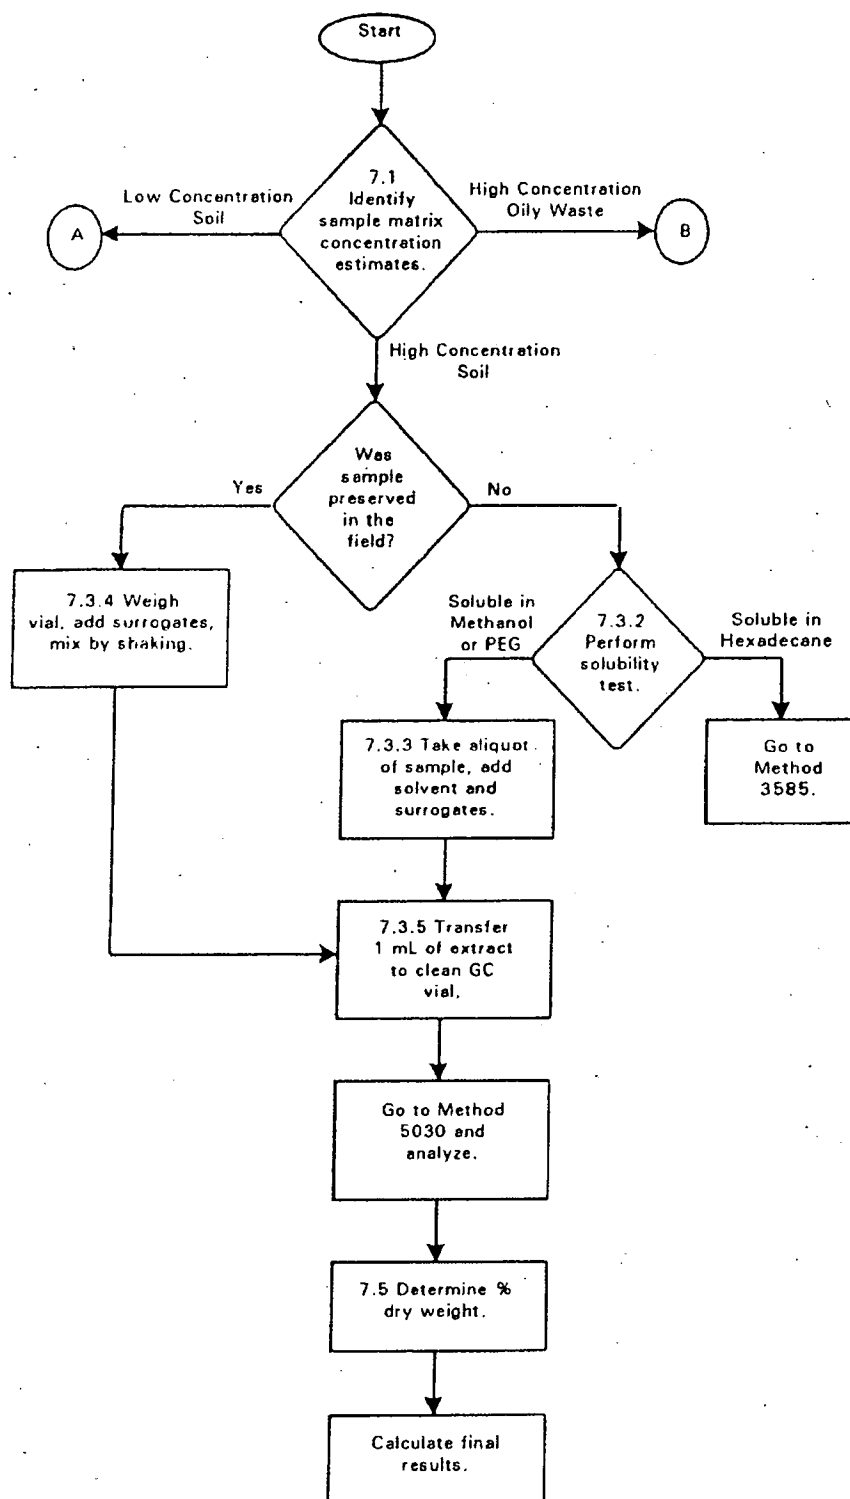 Start
7.1
Identify
sample matrix
concentration
estimates.
Low Concentration
Soil
A
High Concentration
Oily Waste
B
High Concentration
Soil
Was
sample
preserved
in the
field?
Yes
No
7.3.4 Weigh
vial, add surrogates,
mix by shaking.
Soluble in
Methanol
or PEG
7.3.2
Perform
solubility
test.
Soluble in
Hexadecane
7.3.3 Take aliquot
of sample, add
solvent and
surrogates.
Go to
Method
3585.
7.3.5 Transfer
1 mL of extract
to clean GC
vial.
Go to Method
5030 and
analyze.
7.5 Determine %
dry weight.
Calculate final
results.